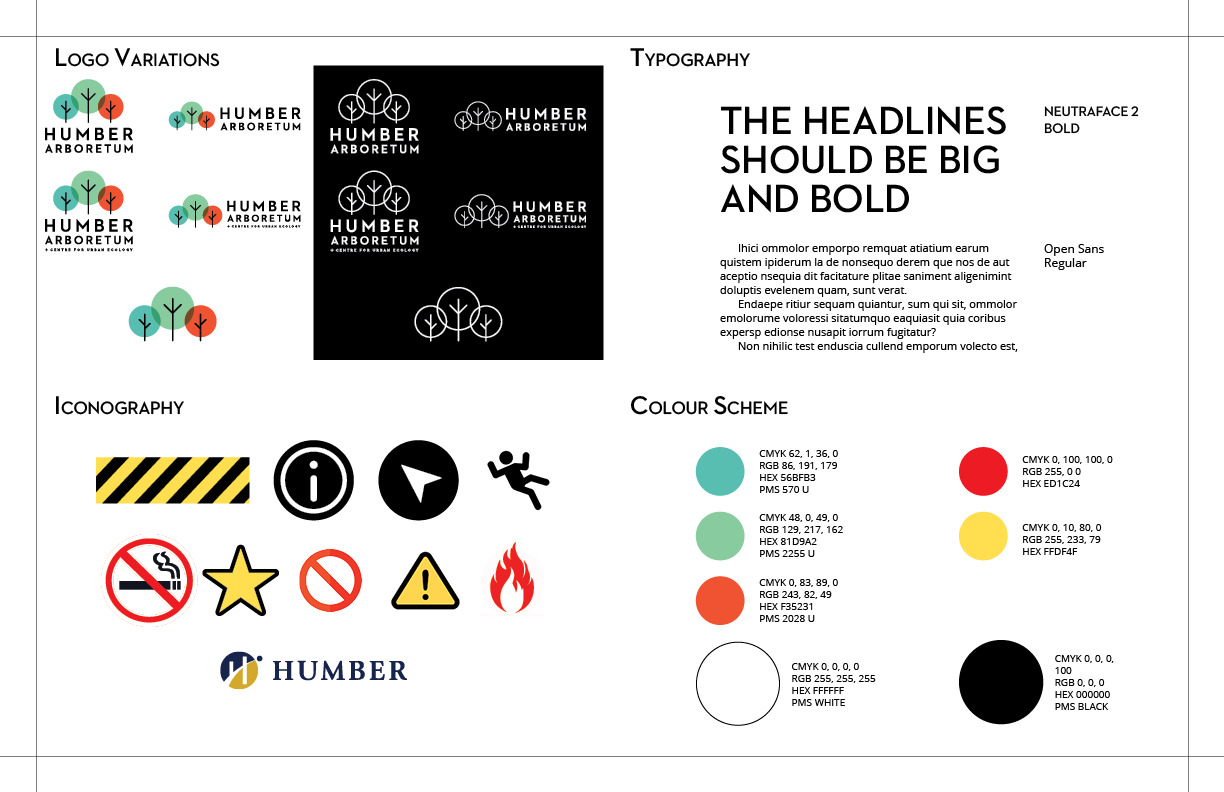 Logo Variations
HUMBER
ARBORETUM
HUMBER
ARBORETUM
HUMBER
ARBORETUM
HUMBER
ARBORETUM
HUMBER
ARBORETUM
+ CENTRE FOR URBAN ECOLOGY
HUMBER
ARBORETUM
+ CENTRE FOR URBAN ECOLOGY
HUMBER
ARBORETUM
+ CENTRE FOR URBAN ECOLOGY
HUMBER
ARBORETUM
+ CENTRE FOR URBAN ECOLOGY
Typography
THE HEADLINES
SHOULD BE BIG
AND BOLD
NEUTRAFACE 2
BOLD
Ihici ommolor emporpo remquat atiatium earum
quistem ipiderum la de nonsequo derem que nos de aut
aceptio nsequia dit facitature plitae saniment aligenimint
doluptis evelenem quam, sunt verat.
Endaepe ritiur sequam quiantur, sum qui sit, ommolor
emolorume voloressi sitatumquo eaquiasit quia coribus
expersp edionse nusapit iorrum fugitatur?
Non nihilic test enduscia cullend emporum volecto est,
Open Sans
Regular
Iconography
HUMBER
Colour Scheme
CMYK 62, 1, 36, 0
RGB 86, 191, 179
HEX 56BFB3
PMS 570 U
CMYK 48, 0, 49, 0
RGB 129, 217, 162
HEX 81D9A2
PMS 2255 U
CMYK 0, 83, 89, 0
RGB 243, 82, 49
HEX F35231
PMS 2028 U
CMYK 0, 0, 0, 0
RGB 255, 255, 255
HEX FFFFFF
PMS WHITE
CMYK 0, 100, 100, 0
RGB 255, 0 0
HEX ED1C24
CMYK 0, 10, 80, 0
RGB 255, 233, 79
HEX FFDF4F
CMYK 0, 0, 0,
100
RGB 0, 0, 0
HEX 000000
PMS BLACK